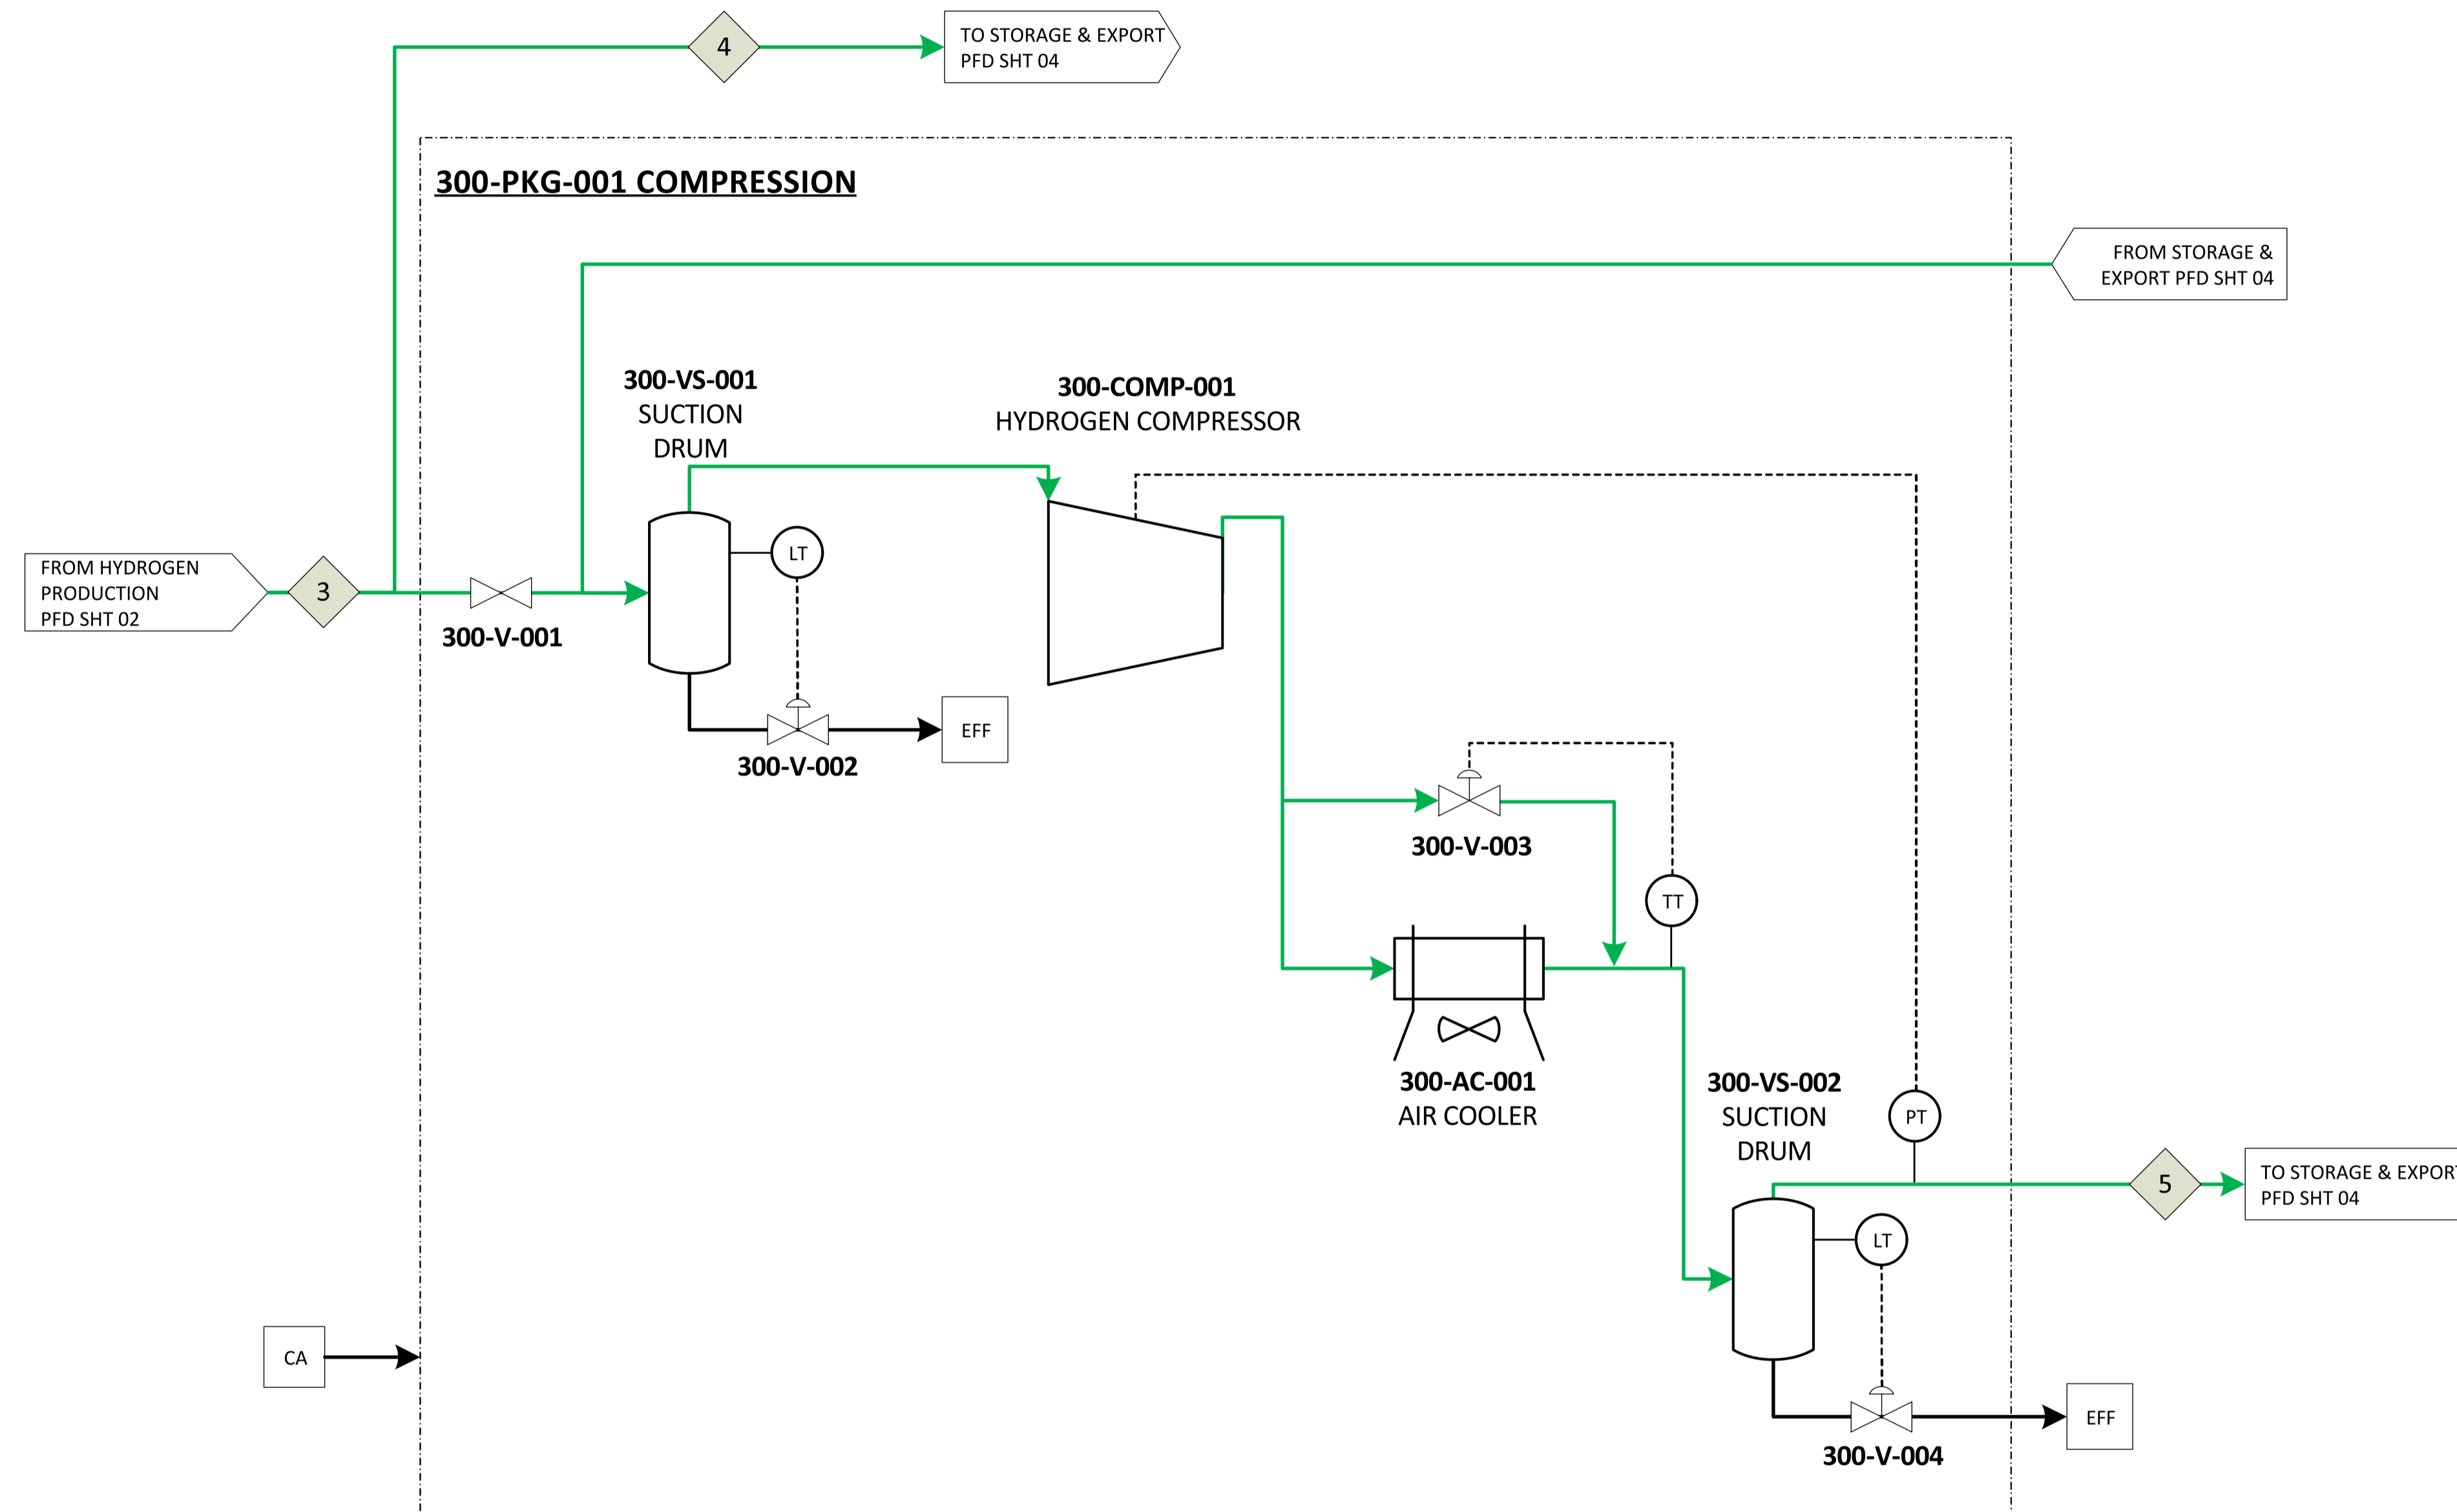 4
TO STORAGE & EXPORT
PFD SHT 04
300-PKG-001 COMPRESSION
FROM STORAGE &
EXPORT PFD SHT 04
300-VS-001
SUCTION
DRUM
300-COMP-001
HYDROGEN COMPRESSOR
LT
FROM HYDROGEN
PRODUCTION
PFD SHT 02
3
300-V-001
EFF
300-V-002
300-V-003
TT
300-AC-001
AIR COOLER
300-VS-002
SUCTION
DRUM
PT
5
TO STORAGE & EXPORT
PFD SHT 04
LT
CA
EFF
300-V-004